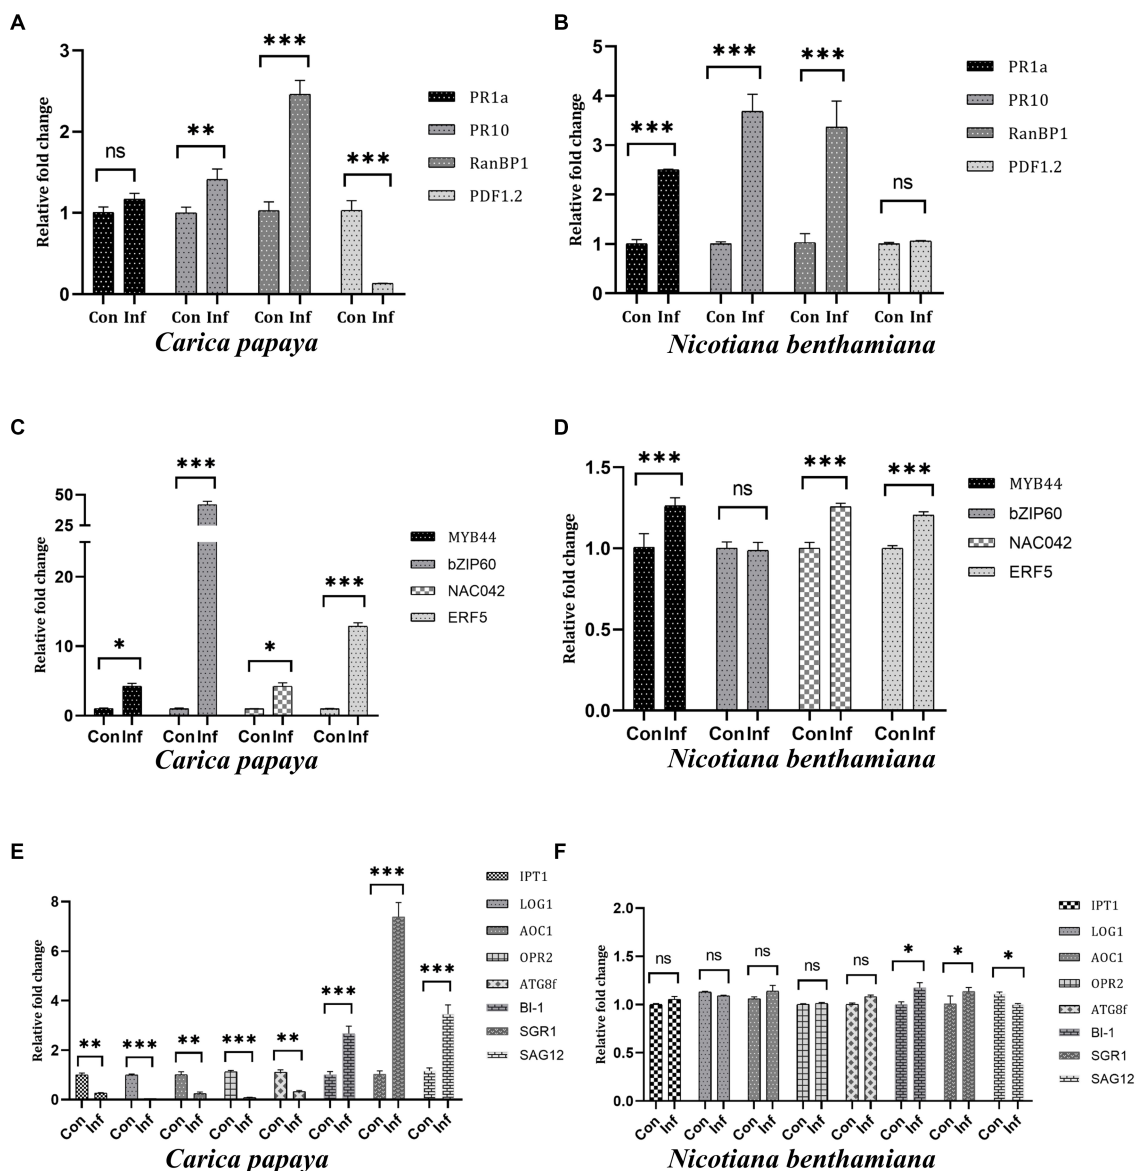 A
3
2
1
0
Relative fold change
ns
**
***
***
Con Inf Con Inf Con Inf Con Inf
Carica papaya
PR1a
PR10
RanBP1
PDF1.2
B
5
4
3
2
1
0
Relative fold change
***
***
***
ns
Con Inf Con Inf Con Inf Con Inf
Nicotiana benthamiana
PR1a
PR10
RanBP1
PDF1.2
C
50
25
20
10
0
Relative fold change
*
***
*
***
Con Inf Con Inf Con Inf Con Inf
Carica papaya
MYB44
bZIP60
NAC042
ERF5
D
1.5
1.0
0.5
0.0
Relative fold change
***
ns
***
***
Con Inf Con Inf Con Inf Con Inf
Nicotiana benthamiana
MYB44
bZIP60
NAC042
ERF5
E
8
6
4
2
0
Relative fold change
**
***
**
***
**
***
***
***
Con Inf Con Inf Con Inf Con Inf Con Inf Con Inf Con Inf Con Inf
Carica papaya
IPT1
LOG1
AOC1
OPR2
ATG8f
BI-1
SGR1
SAG12
F
2.0
1.5
1.0
0.5
0.0
Relative fold change
ns
ns
ns
ns
ns
*
*
*
Con Inf Con Inf Con Inf Con Inf Con Inf Con Inf Con Inf Con Inf
Nicotiana benthamiana
IPT1
LOG1
AOC1
OPR2
ATG8f
BI-1
SGR1
SAG12